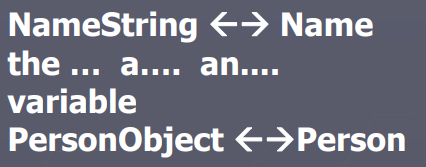 NameString ←→ Name
the ... a.... an....
variable
PersonObject ←→Person